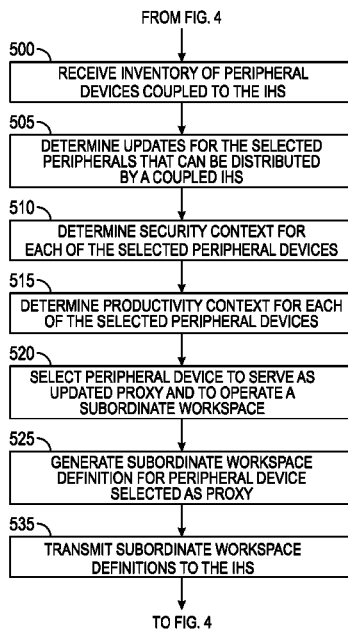 FROM FIG. 4
500
RECEIVE INVENTORY OF PERIPHERAL
DEVICES COUPLED TO THE IHS
505
DETERMINE UPDATES FOR THE SELECTED
PERIPHERALS THAT CAN BE DISTRIBUTED
BY A COUPLED IHS
510
DETERMINE SECURITY CONTEXT FOR
EACH OF THE SELECTED PERIPHERAL DEVICES
515
DETERMINE PRODUCTIVITY CONTEXT FOR EACH
OF THE SELECTED PERIPHERAL DEVICES
520
SELECT PERIPHERAL DEVICE TO SERVE AS
UPDATED PROXY AND TO OPERATE A
SUBORDINATE WORKSPACE
525
GENERATE SUBORDINATE WORKSPACE
DEFINITION FOR PERIPHERAL DEVICE
SELECTED AS PROXY
535
TRANSMIT SUBORDINATE WORKSPACE
DEFINITIONS TO THE IHS
TO FIG. 4